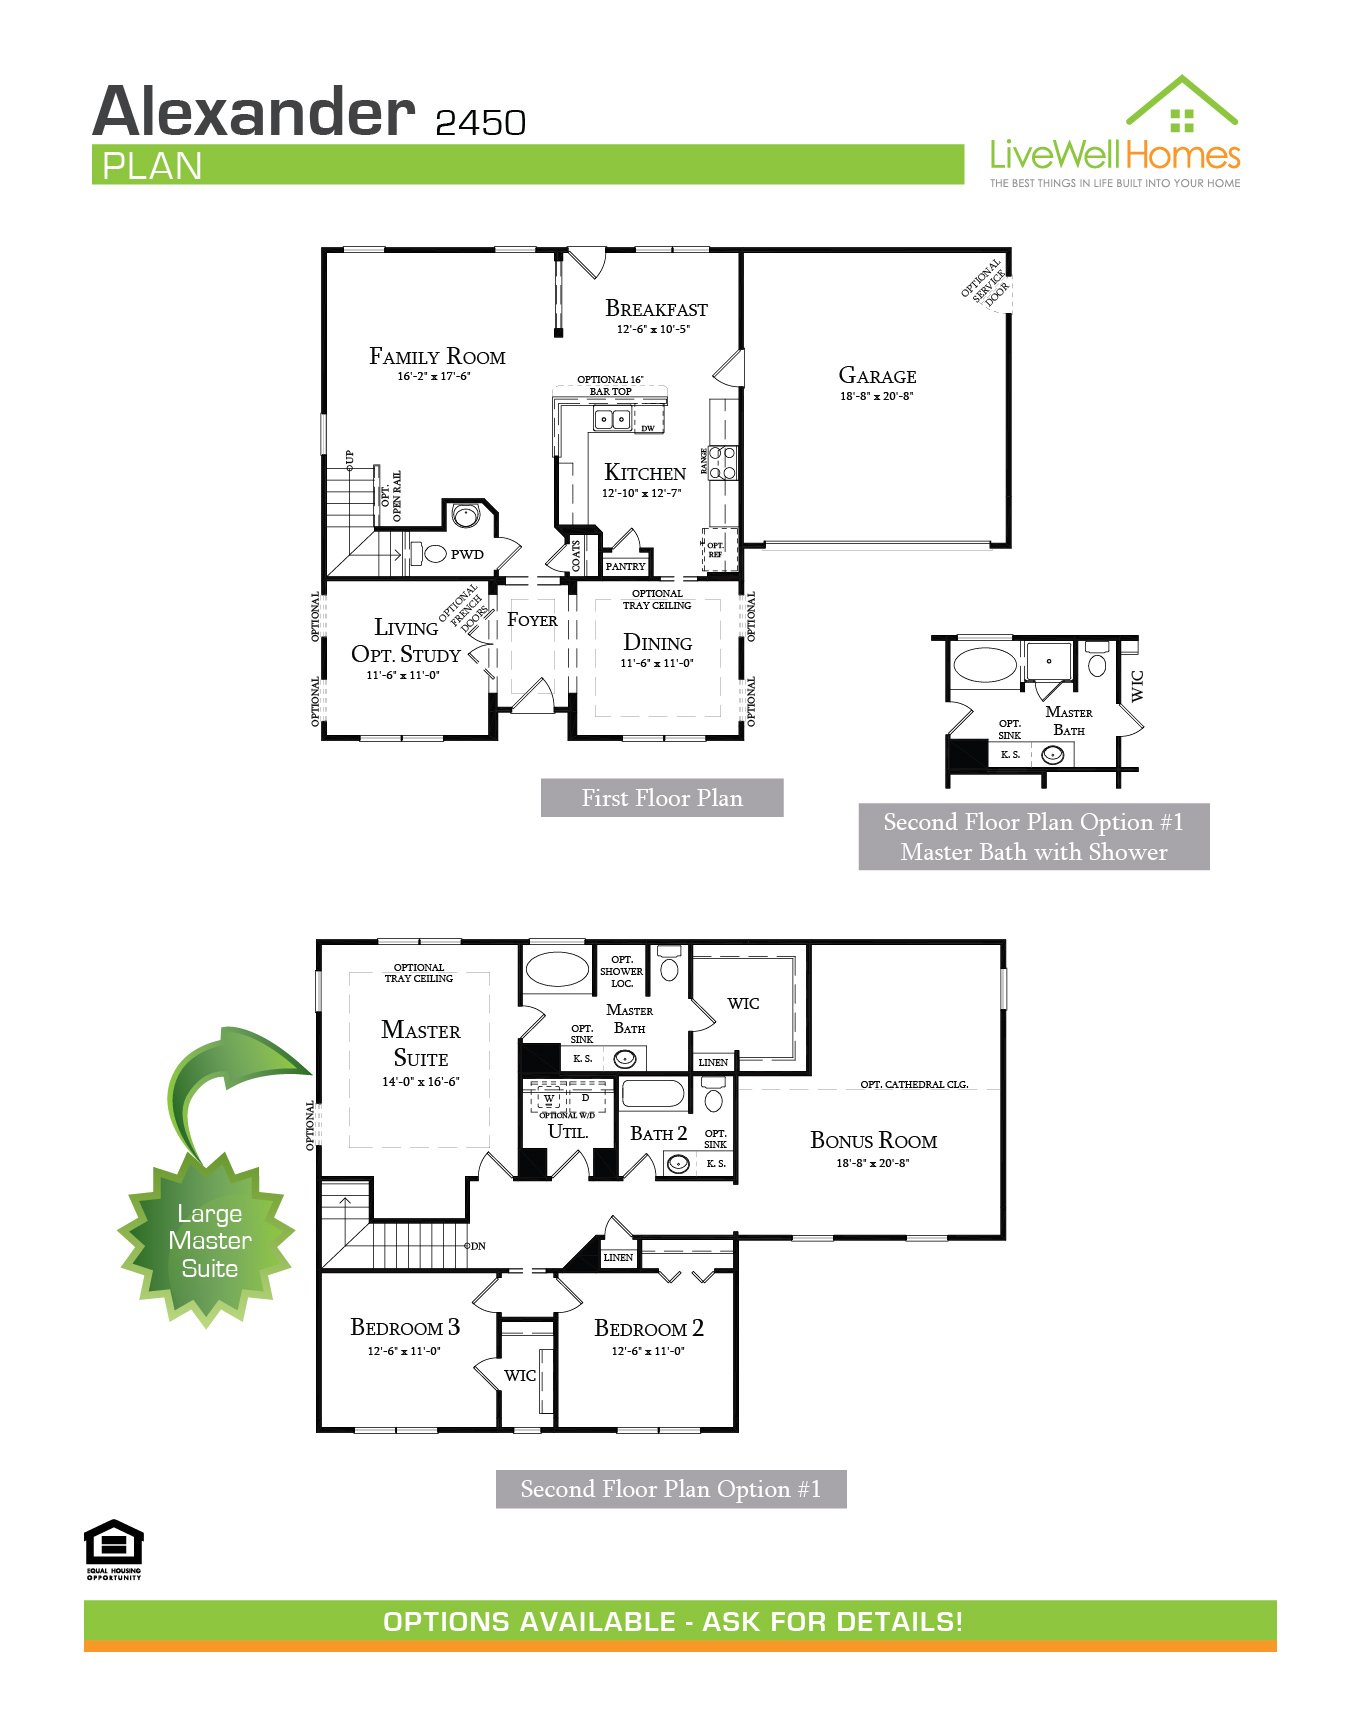 Alexander 2450
PLAN
LiveWell Homes
THE BEST THINGS IN LIFE BUILT INTO YOUR HOME
OPTIONAL
SERVICE
DOOR
BREAKFAST
12'-6" x 10'-5"
FAMILY ROOM
16'-2" x 17'-6"
GARAGE
18'-8" x 20'-8"
OPTIONAL 16"
BAR TOP
DW
UP
OPT.
OPEN RAIL
KITCHEN
12'-10" x 12'-7"
RANGE
PWD
COATS
PANTRY
OPT.
REF
OPTIONAL
OPTIONAL
FRENCH
DOORS
FOYER
OPTIONAL
TRAY CEILING
OPTIONAL
LIVING
OPT. STUDY
11'-6" x 11'-0"
DINING
11'-6" x 11'-0"
OPTIONAL
OPTIONAL
WIC
MASTER
BATH
OPT.
SINK
K. S.
First Floor Plan
Second Floor Plan Option #1
Master Bath with Shower
OPTIONAL
TRAY CEILING
OPT.
SHOWER
LOC.
MASTER
BATH
WIC
MASTER
SUITE
14'-0" x 16'-6"
OPT.
SINK
K. S.
LINEN
OPT. CATHEDRAL CLG.
W
D
OPTIONAL W/D
UTIL.
BATH 2
OPT.
SINK
K. S.
OPTIONAL
BONUS ROOM
18'-8" x 20'-8"
Large
Master
Suite
DN
LINEN
BEDROOM 3
12'-6" x 11'-0"
BEDROOM 2
12'-6" x 11'-0"
WIC
Second Floor Plan Option #1
EQUAL HOUSING
OPPORTUNITY
OPTIONS AVAILABLE - ASK FOR DETAILS!